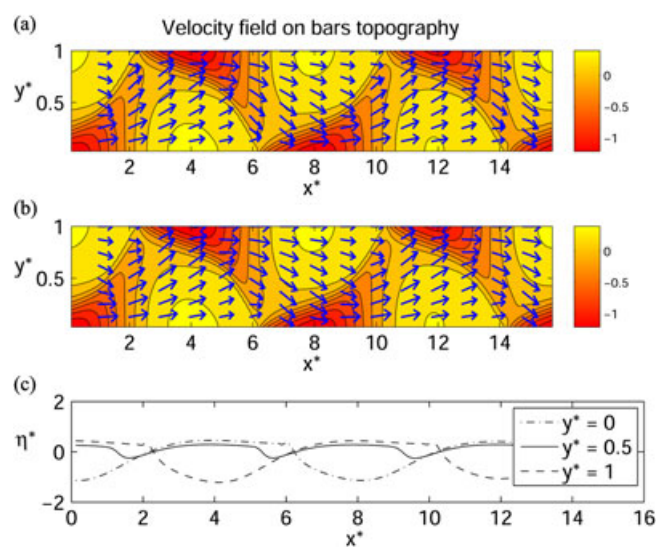 (a)
Velocity field on bars topography
1
y*
0.5
0
−0.5
−1
2 4 6 8 10 12 14
x*
(b)
1
y*
0.5
0
−0.5
−1
2 4 6 8 10 12 14
x*
(c)
2
η*
0
−2
y* = 0
y* = 0.5
y* = 1
0 2 4 6 8 10 12 14 16
x*